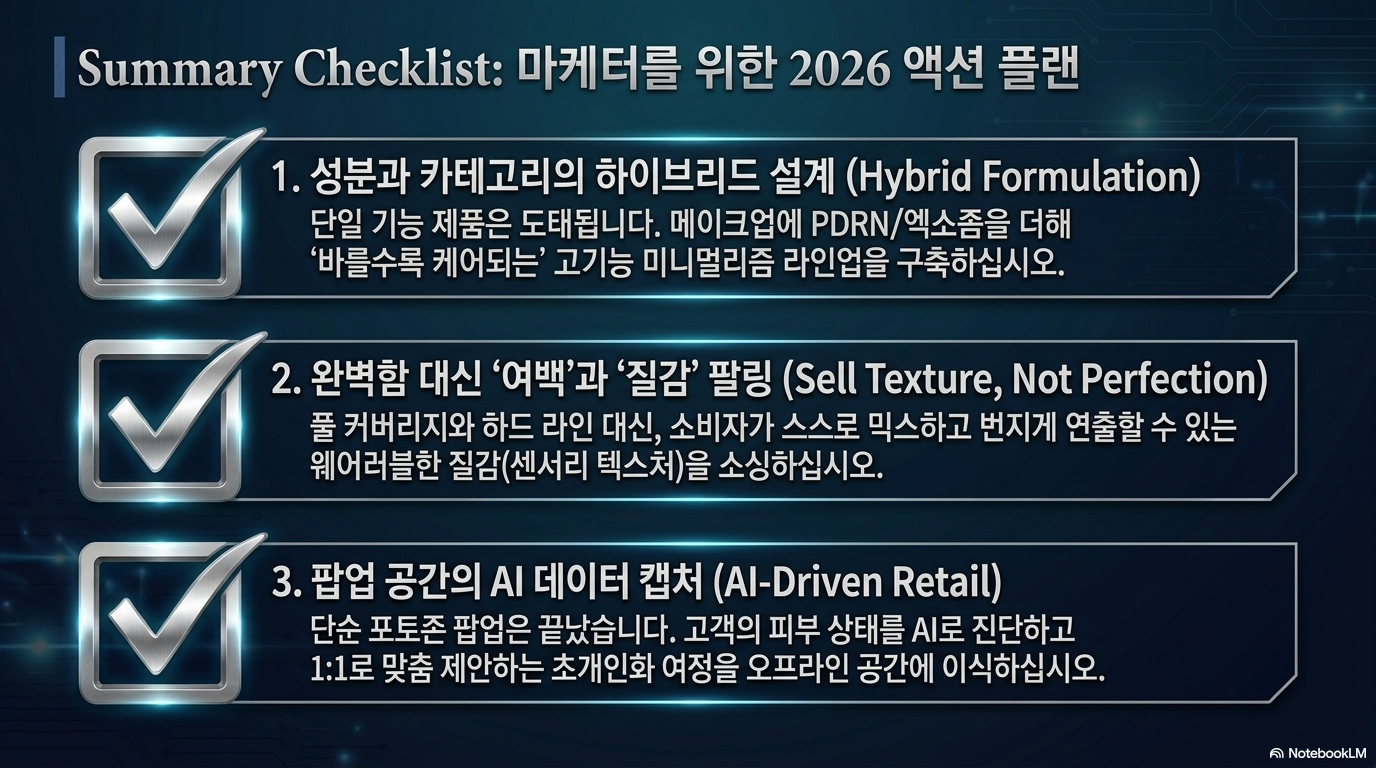 Summary Checklist: 마케터를 위한 2026 액션 플랜
1. 성분과 카테고리의 하이브리드 설계 (Hybrid Formulation)
단일 기능 제품은 도태됩니다. 메이크업에 PDRN/엑소좀을 더해
‘바를수록 케어되는’ 고기능 미니멀리즘 라인업을 구축하십시오.
2. 완벽함 대신 ‘여백’과 ‘질감’ 팔링 (Sell Texture, Not Perfection)
풀 커버리지와 하드 라인 대신, 소비자가 스스로 믹스하고 번지게 연출할 수 있는
웨어러블한 질감(센서리 텍스처)을 소싱하십시오.
3. 팝업 공간의 AI 데이터 캡처 (AI-Driven Retail)
단순 포토존 팝업은 끝났습니다. 고객의 피부 상태를 AI로 진단하고
1:1로 맞춤 제안하는 초개인화 여정을 오프라인 공간에 이식하십시오.
NotebookLM